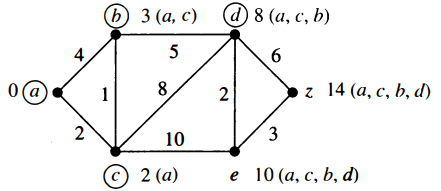 b 3 (a, c) d 8 (a, c, b)
4 5 6
0 a 1 8 2 z 14 (a, c, b, d)
2 10 3
c 2 (a) e 10 (a, c, b, d)